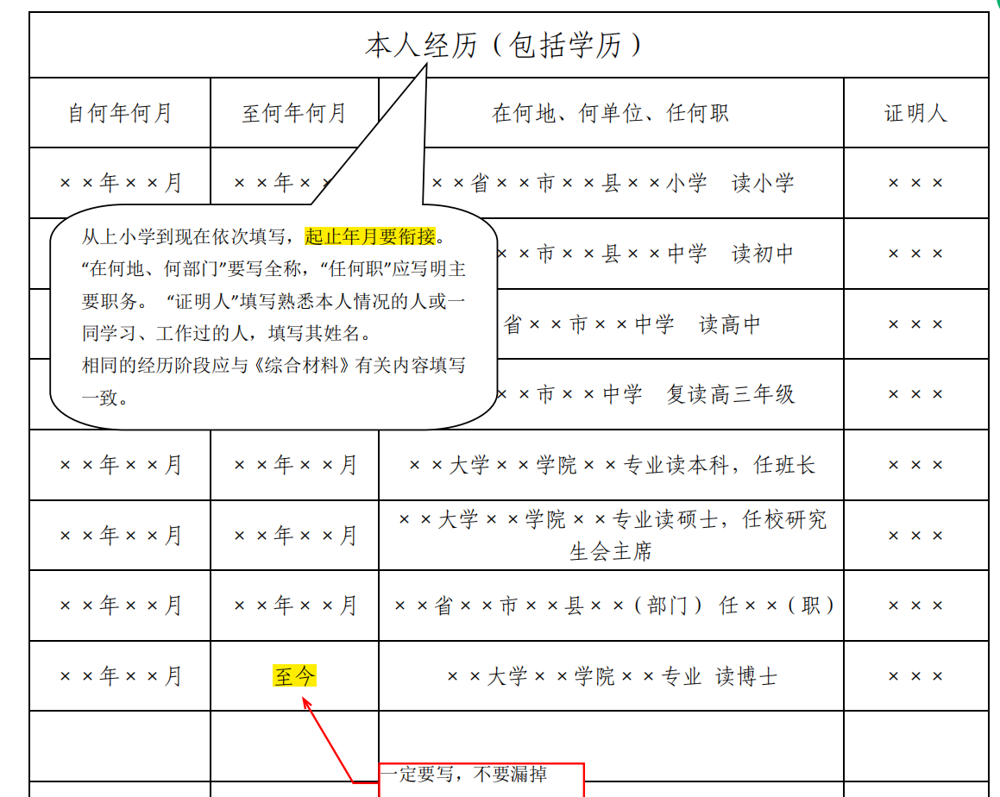 本人经历（包括学历）
自何年何月 至何年何月 在何地、何单位、任何职 证明人
××年××月 ××年×× ××省××市××县××小学 读小学 ×××
从上小学到现在依次填写，起止年月要衔接。
“在何地、何部门”要写全称，“任何职”应写明主
要职务。 “证明人”填写熟悉本人情况的人或一
同学习、工作过的人，填写其姓名。
相同的经历阶段应与《综合材料》有关内容填写
一致。
××市××县××中学 读初中 ×××
省××市××中学 读高中 ×××
××市××中学 复读高三年级 ×××
××年××月 ××年××月 ××大学××学院××专业读本科，任班长 ×××
××年××月 ××年××月 ××大学××学院××专业读硕士，任校研究
生会主席 ×××
××年××月 ××年××月 ××省××市××县××（部门） 任××（职） ×××
××年××月 至今 ××大学××学院××专业 读博士 ×××
一定要写，不要漏掉